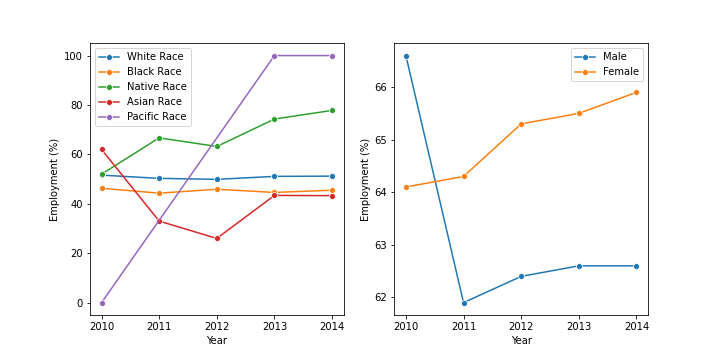 White Race
Black Race
Native Race
Asian Race
Pacific Race
100
80
60
40
20
0
Employment (%)
2010 2011 2012 2013 2014
Year
Male
Female
66
65
64
63
62
Employment (%)
2010 2011 2012 2013 2014
Year